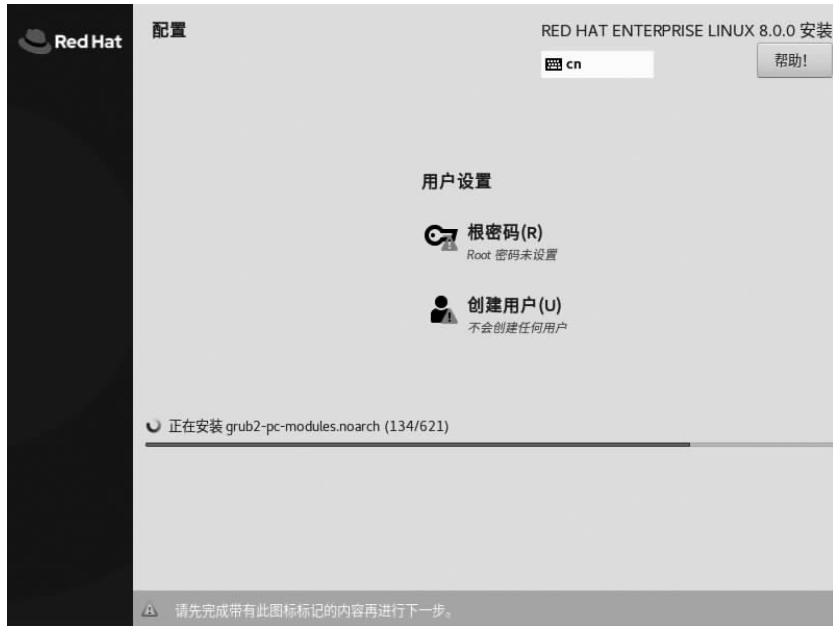 Red Hat
配置
RED HAT ENTERPRISE LINUX 8.0.0 安装
cn
帮助!
用户设置
根密码(R)
Root 密码未设置
创建用户(U)
不会创建任何用户
正在安装 grub2-pc-modules.noarch (134/621)
请先完成带有此图标标记的内容再进行下一步。